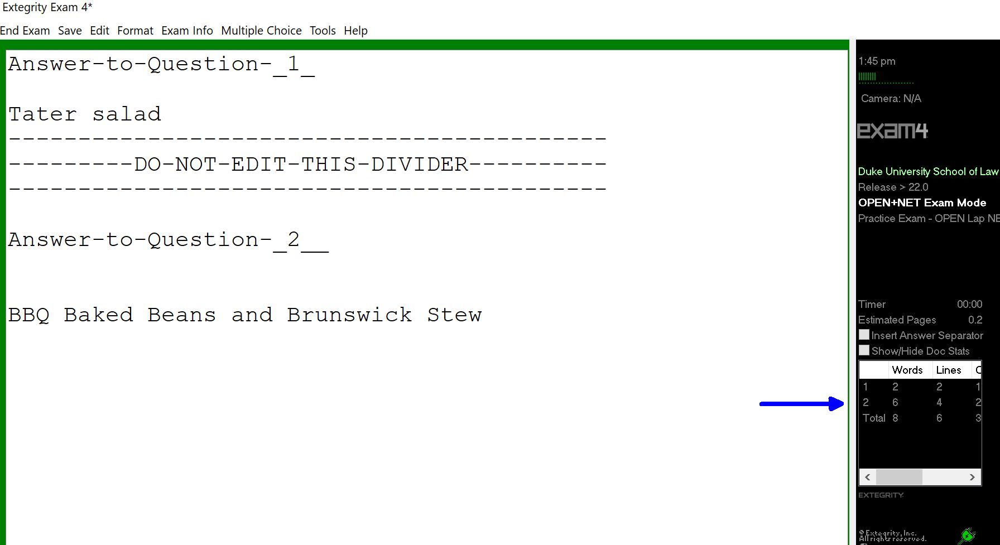 Extegrity Exam 4*
End Exam Save Edit Format Exam Info Multiple Choice Tools Help
Answer-to-Question-_1_
Tater salad
-------------------------------------------
---------DO-NOT-EDIT-THIS-DIVIDER----------
-------------------------------------------
Answer-to-Question-_2__
BBQ Baked Beans and Brunswick Stew
1:45 pm
Camera: N/A
exam4
Duke University School of Law
Release > 22.0
OPEN+NET Exam Mode
Practice Exam - OPEN Lap NE
Timer 00:00
Estimated Pages 0.2
Insert Answer Separator
Show/Hide Doc Stats
Words Lines C
1 2 2 1
2 6 4 2
Total 8 6 3
< >
EXTEGRITY
© Extegrity, Inc.
All rights reserved.